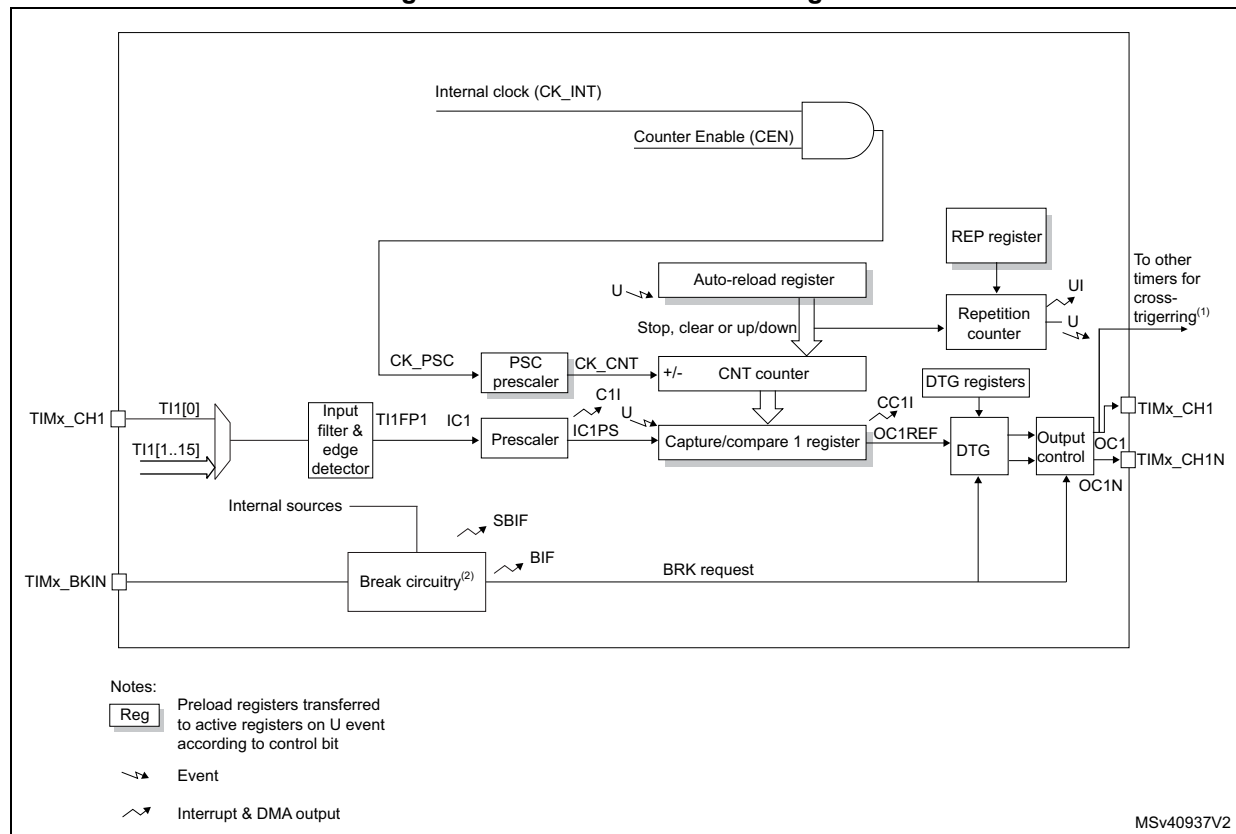 Internal clock (CK_INT)
Counter Enable (CEN)
REP register
Auto-reload register
U
Stop, clear or up/down
Repetition
counter
UI
U
To other
timers for
cross-
trigerring(1)
CK_PSC
PSC
prescaler
CK_CNT
+/-
CNT counter
DTG registers
TIMx_CH1
TI1[0]
TI1[1..15]
Input
filter &
edge
detector
TI1FP1
IC1
Prescaler
C1I
IC1PS
U
Capture/compare 1 register
CC1I
OC1REF
DTG
Output
control
OC1
OC1N
TIMx_CH1
TIMx_CH1N
Internal sources
SBIF
BIF
TIMx_BKIN
Break circuitry(2)
BRK request
Notes:
Reg
Preload registers transferred
to active registers on U event
according to control bit
Event
Interrupt & DMA output
MSv40937V2